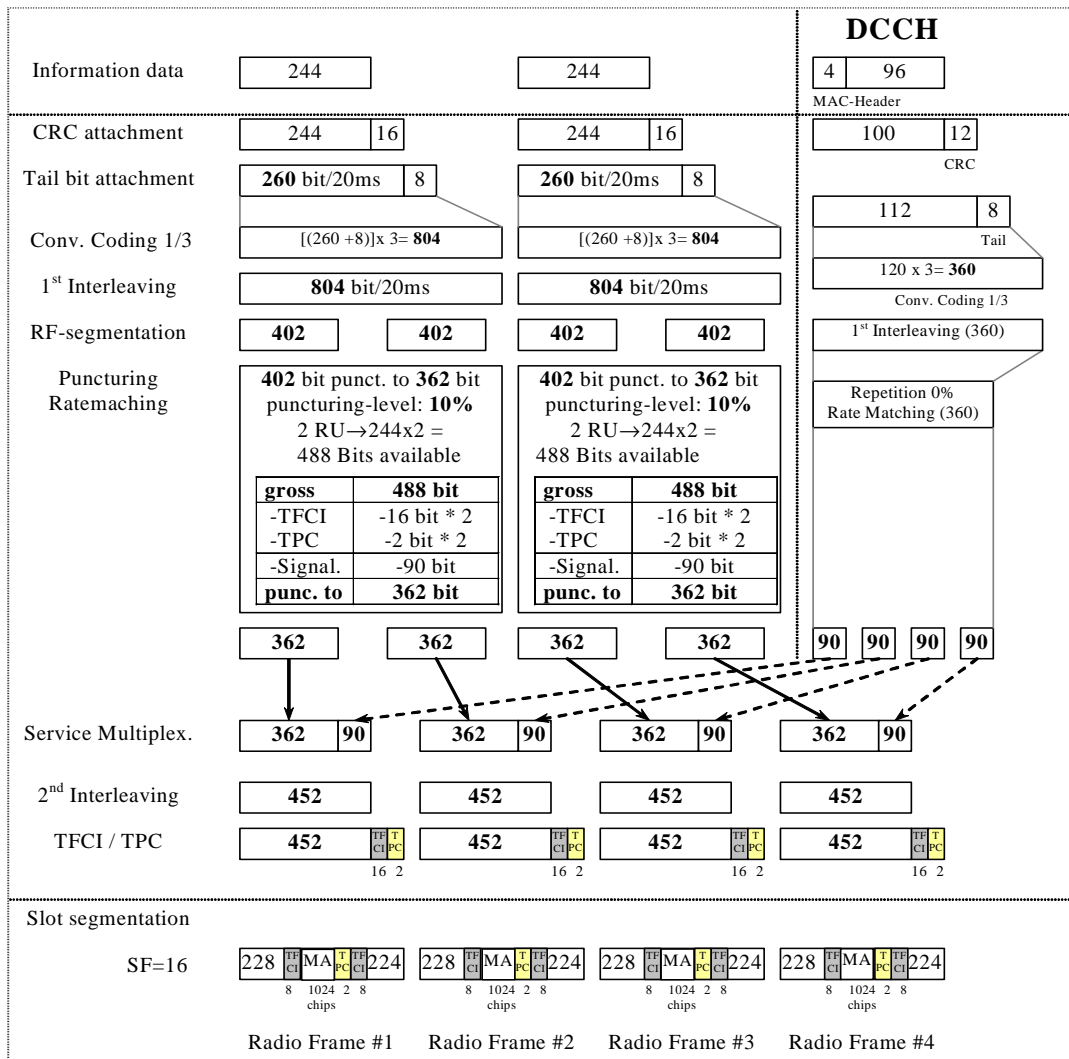 DCCH
Information data 244 244 4 96
MAC-Header
CRC attachment 244 16 244 16 100 12
CRC
Tail bit attachment 260 bit/20ms 8 260 bit/20ms 8
112 8
Tail
Conv. Coding 1/3 [(260 +8)]x 3= 804 [(260 +8)]x 3= 804
120 x 3= 360
Conv. Coding 1/3
1st Interleaving 804 bit/20ms 804 bit/20ms
RF-segmentation 402 402 402 402 1st Interleaving (360)
Puncturing
Ratemaching
402 bit punct. to 362 bit
puncturing-level: 10%
2 RU→244x2 =
488 Bits available
gross 488 bit
-TFCI -16 bit * 2
-TPC -2 bit * 2
-Signal. -90 bit
punc. to 362 bit
402 bit punct. to 362 bit
puncturing-level: 10%
2 RU→244x2 =
488 Bits available
gross 488 bit
-TFCI -16 bit * 2
-TPC -2 bit * 2
-Signal. -90 bit
punc. to 362 bit
Repetition 0%
Rate Matching (360)
362 362 362 362 90 90 90 90
Service Multiplex. 362 90 362 90 362 90 362 90
2nd Interleaving 452 452 452 452
TFCI / TPC 452 TF CI T PC 452 TF CI T PC 452 TF CI T PC 452 TF CI T PC
16 2 16 2 16 2 16 2
Slot segmentation
SF=16 228 TF CI MA T PC TF CI 224 228 TF CI MA T PC TF CI 224 228 TF CI MA T PC TF CI 224 228 TF CI MA T PC TF CI 224
8 1024 2 8 8 1024 2 8 8 1024 2 8 8 1024 2 8
chips chips chips chips
Radio Frame #1 Radio Frame #2 Radio Frame #3 Radio Frame #4